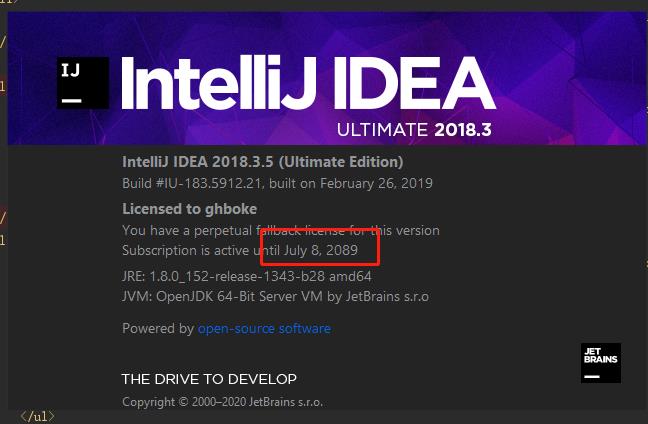 IJ
IntelliJ IDEA
ULTIMATE 2018.3
IntelliJ IDEA 2018.3.5 (Ultimate Edition)
Build #IU-183.5912.21, built on February 26, 2019
Licensed to ghboke
You have a perpetual fallback license for this version
Subscription is active until July 8, 2089
JRE: 1.8.0_152-release-1343-b28 amd64
JVM: OpenJDK 64-Bit Server VM by JetBrains s.r.o
Powered by open-source software
JET
BRAINS
THE DRIVE TO DEVELOP
Copyright © 2000–2020 JetBrains s.r.o.
</ul>